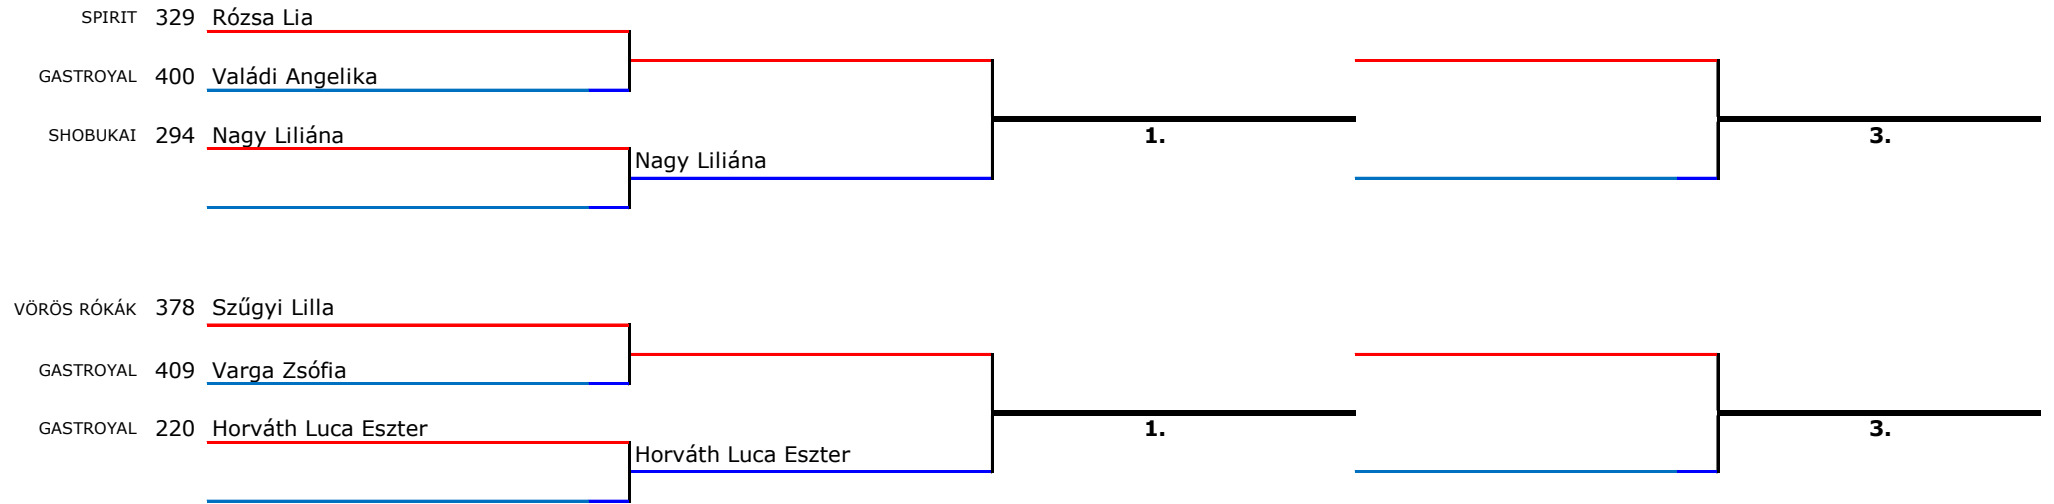 SPIRIT 329 Rózsa Lia
GASTROYAL 400 Valádi Angelika
SHOBUKAI 294 Nagy Liliána
1.
3.
Nagy Liliána
VÖRÖS RÓKÁK 378 Szűgyi Lilla
GASTROYAL 409 Varga Zsófia
GASTROYAL 220 Horváth Luca Eszter
1.
3.
Horváth Luca Eszter